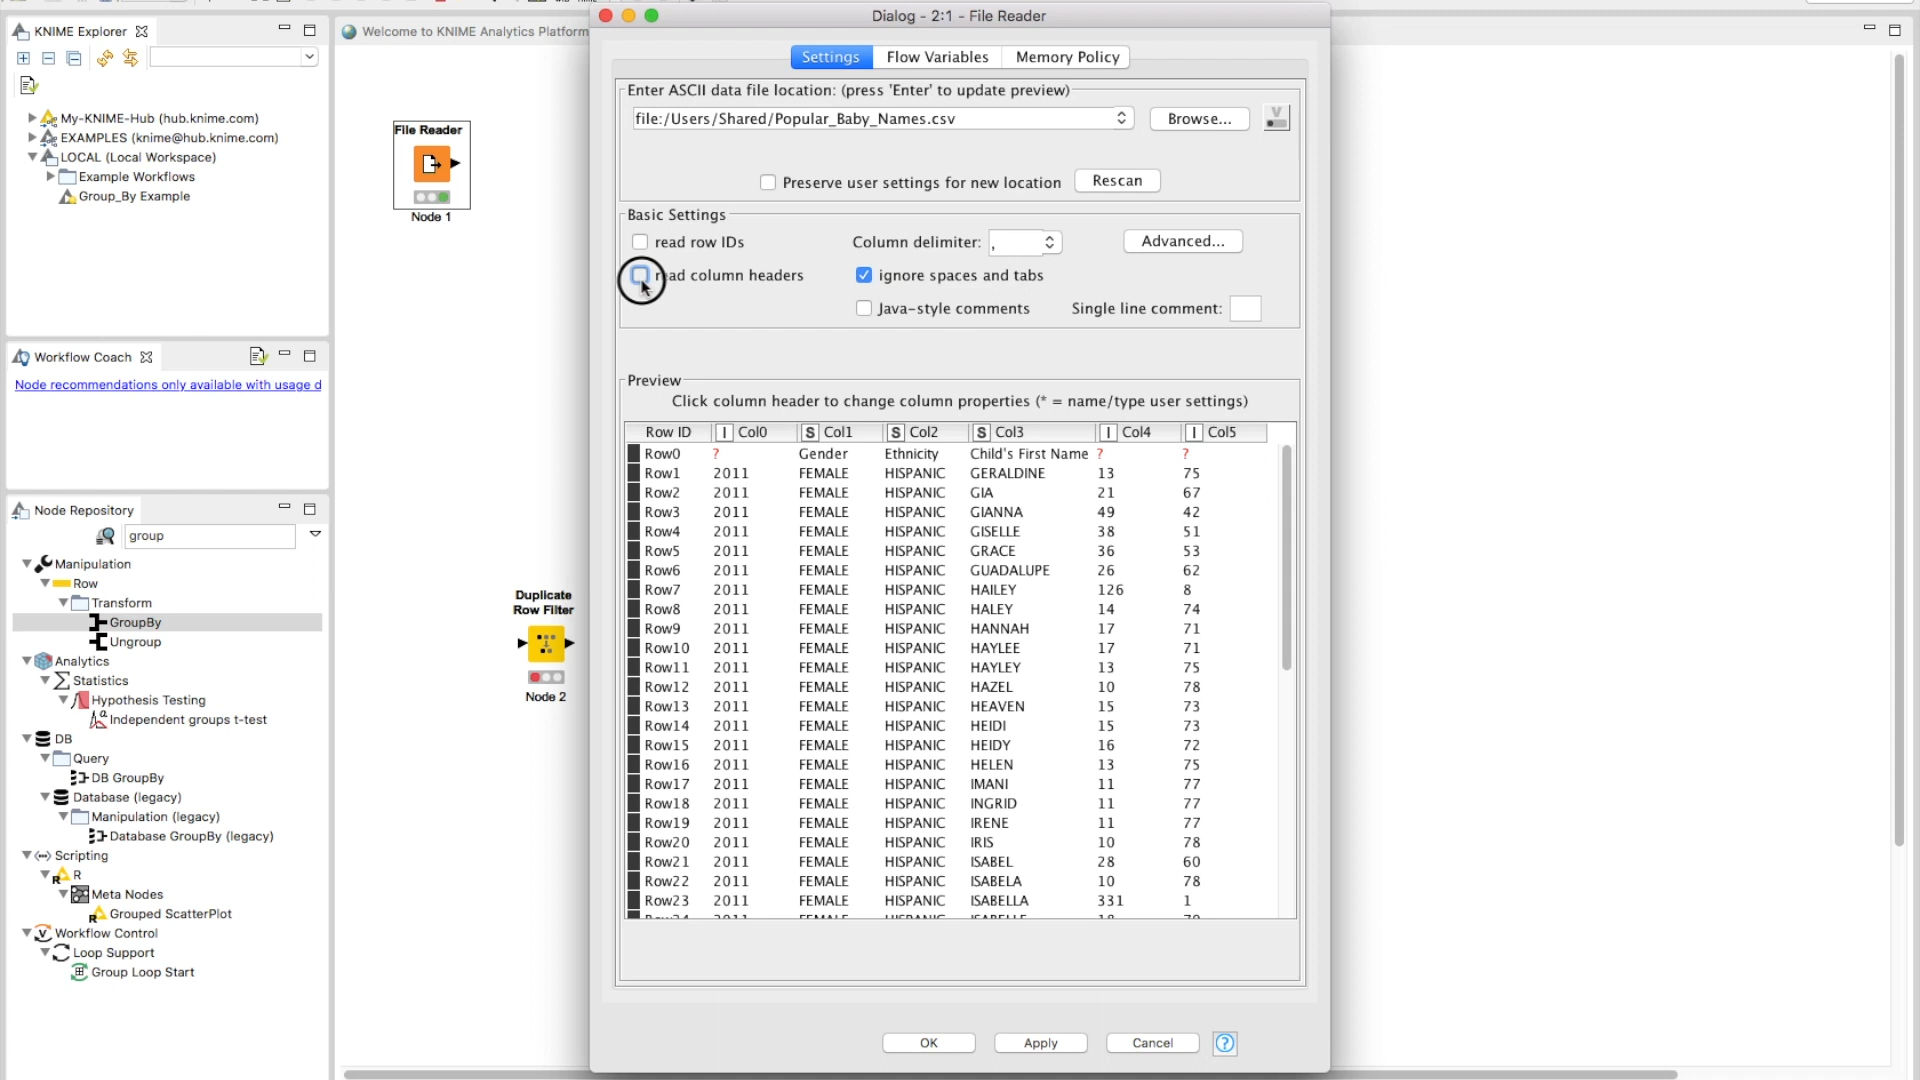 Dialog - 2:1 - File Reader
KNIME Explorer
Welcome to KNIME Analytics Platform
My-KNIME-Hub (hub.knime.com)
EXAMPLES (knime@hub.knime.com)
LOCAL (Local Workspace)
Example Workflows
Group_By Example
Workflow Coach
Node recommendations only available with usage d
Node Repository
group
Manipulation
Row
Transform
GroupBy
Ungroup
Analytics
Statistics
Hypothesis Testing
Independent groups t-test
DB
Query
DB GroupBy
Database (legacy)
Manipulation (legacy)
Database GroupBy (legacy)
Scripting
R
Meta Nodes
Grouped ScatterPlot
Workflow Control
Loop Support
Group Loop Start
File Reader
Node 1
Duplicate
Row Filter
Node 2
Settings Flow Variables Memory Policy
Enter ASCII data file location: (press 'Enter' to update preview)
file:/Users/Shared/Popular_Baby_Names.csv Browse... V
Preserve user settings for new location Rescan
Basic Settings
read row IDs Column delimiter: , Advanced...
read column headers ignore spaces and tabs
Java-style comments Single line comment:
Preview
Click column header to change column properties (* = name/type user settings)
Row ID I Col0 S Col1 S Col2 S Col3 I Col4 I Col5
Row0 ? Gender Ethnicity Child's First Name ? ?
Row1 2011 FEMALE HISPANIC GERALDINE 13 75
Row2 2011 FEMALE HISPANIC GIA 21 67
Row3 2011 FEMALE HISPANIC GIANNA 49 42
Row4 2011 FEMALE HISPANIC GISELLE 38 51
Row5 2011 FEMALE HISPANIC GRACE 36 53
Row6 2011 FEMALE HISPANIC GUADALUPE 26 62
Row7 2011 FEMALE HISPANIC HAILEY 126 8
Row8 2011 FEMALE HISPANIC HALEY 14 74
Row9 2011 FEMALE HISPANIC HANNAH 17 71
Row10 2011 FEMALE HISPANIC HAYLEE 17 71
Row11 2011 FEMALE HISPANIC HAYLEY 13 75
Row12 2011 FEMALE HISPANIC HAZEL 10 78
Row13 2011 FEMALE HISPANIC HEAVEN 15 73
Row14 2011 FEMALE HISPANIC HEIDI 15 73
Row15 2011 FEMALE HISPANIC HEIDY 16 72
Row16 2011 FEMALE HISPANIC HELEN 13 75
Row17 2011 FEMALE HISPANIC IMANI 11 77
Row18 2011 FEMALE HISPANIC INGRID 11 77
Row19 2011 FEMALE HISPANIC IRENE 11 77
Row20 2011 FEMALE HISPANIC IRIS 10 78
Row21 2011 FEMALE HISPANIC ISABEL 28 60
Row22 2011 FEMALE HISPANIC ISABELA 10 78
Row23 2011 FEMALE HISPANIC ISABELLA 331 1
OK Apply Cancel ?